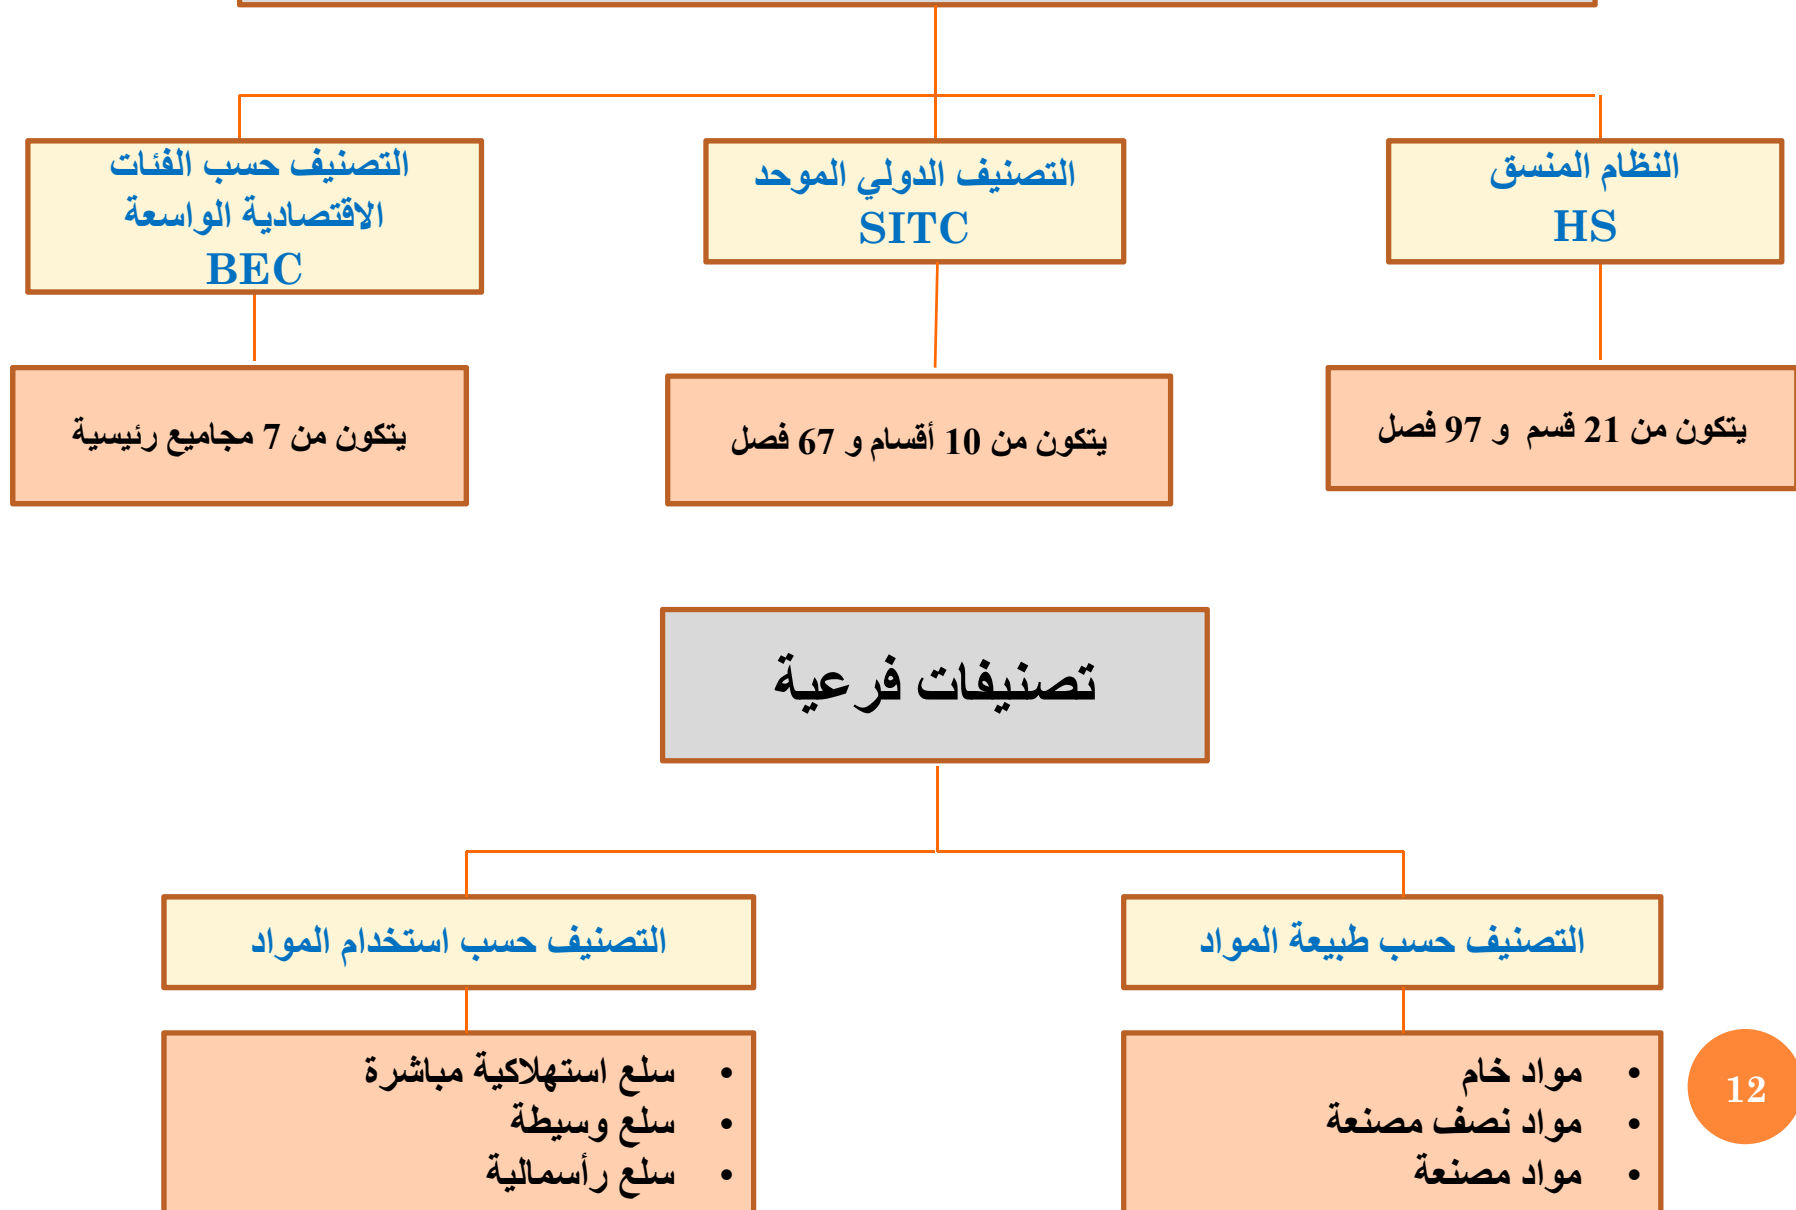 النظام المنسق
HS
التصنيف الدولي الموحد
SITC
التصنيف حسب الفئات
الاقتصادية الواسعة
BEC
يتكون من 21 قسم و 97 فصل
يتكون من 10 أقسام و 67 فصل
يتكون من 7 مجاميع رئيسية
تصنيفات فرعية
التصنيف حسب طبيعة المواد
التصنيف حسب استخدام المواد
• مواد خام
• مواد نصف مصنعة
• مواد مصنعة
• سلع استهلاكية مباشرة
• سلع وسيطة
• سلع رأسمالية
12